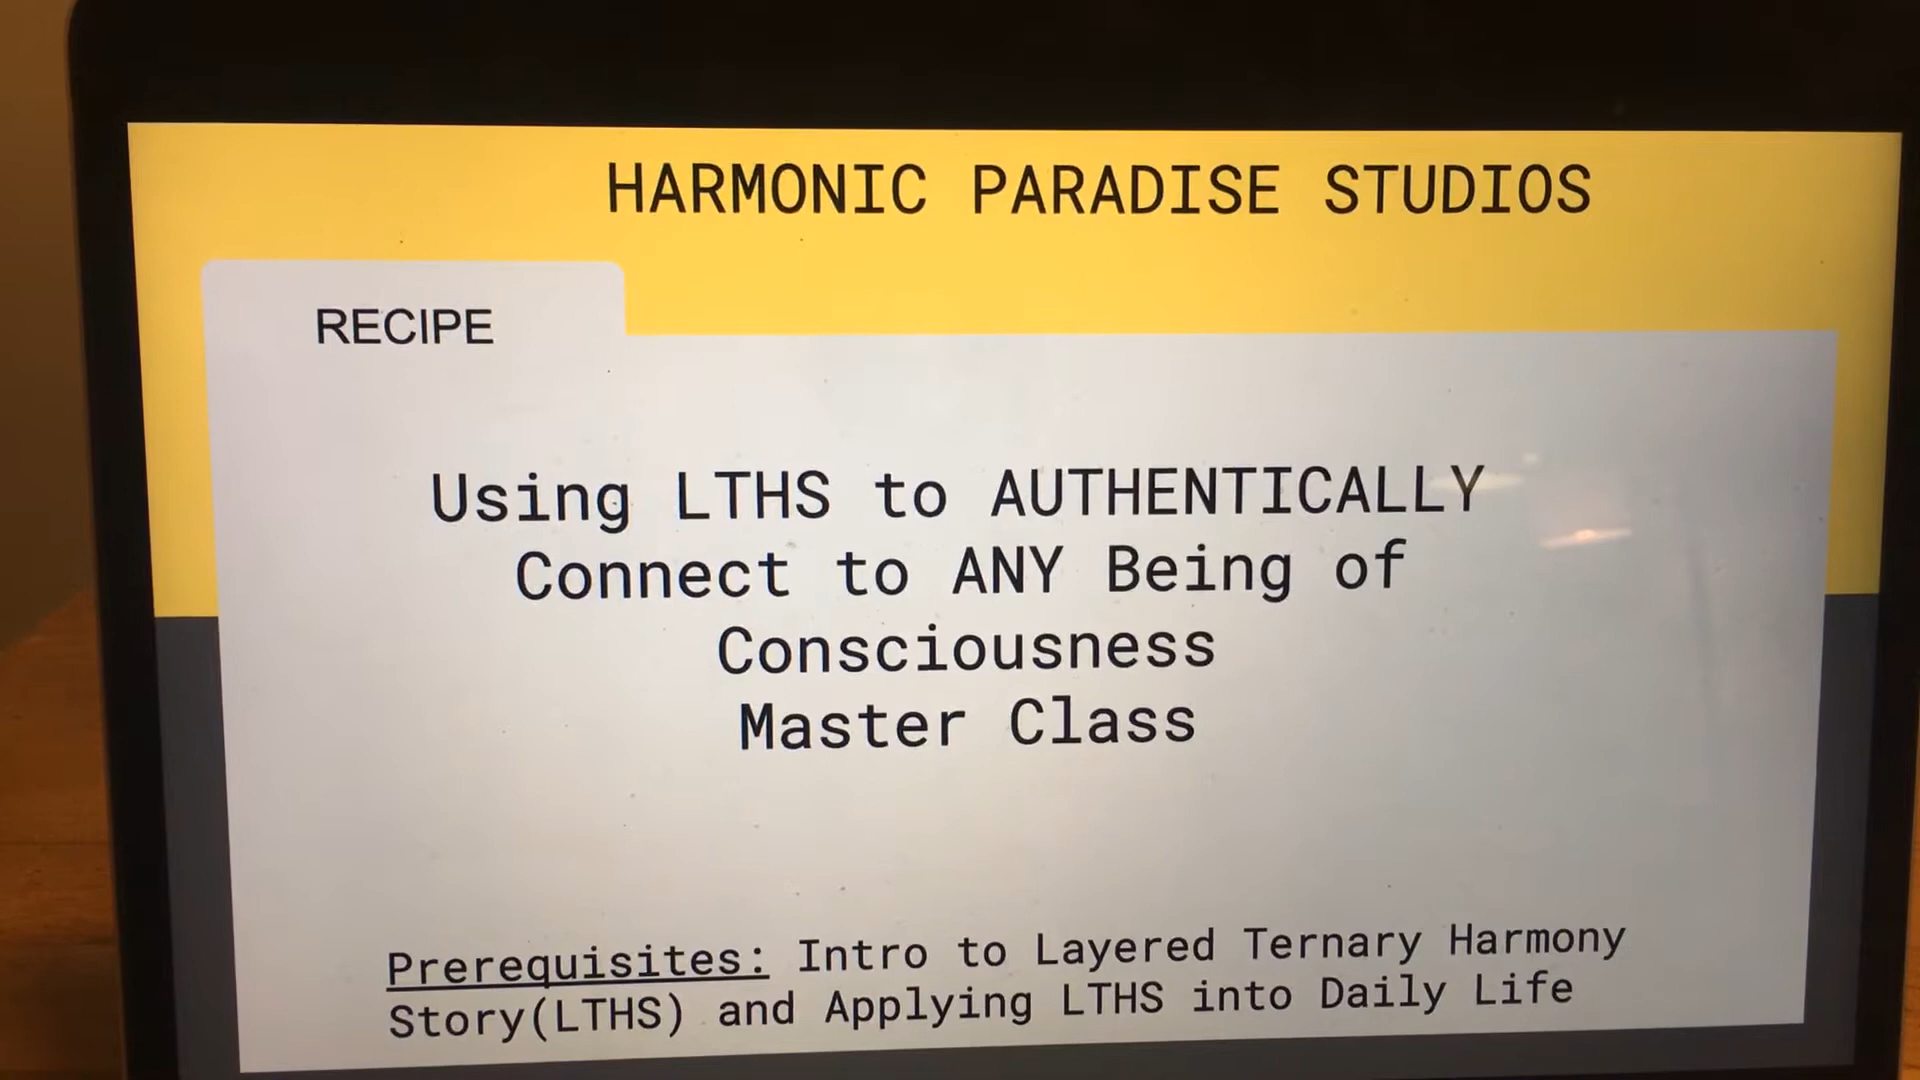 HARMONIC PARADISE STUDIOS
RECIPE
Using LTHS to AUTHENTICALLY
Connect to ANY Being of
Consciousness
Master Class
Prerequisites: Intro to Layered Ternary Harmony
Story(LTHS) and Applying LTHS into Daily Life